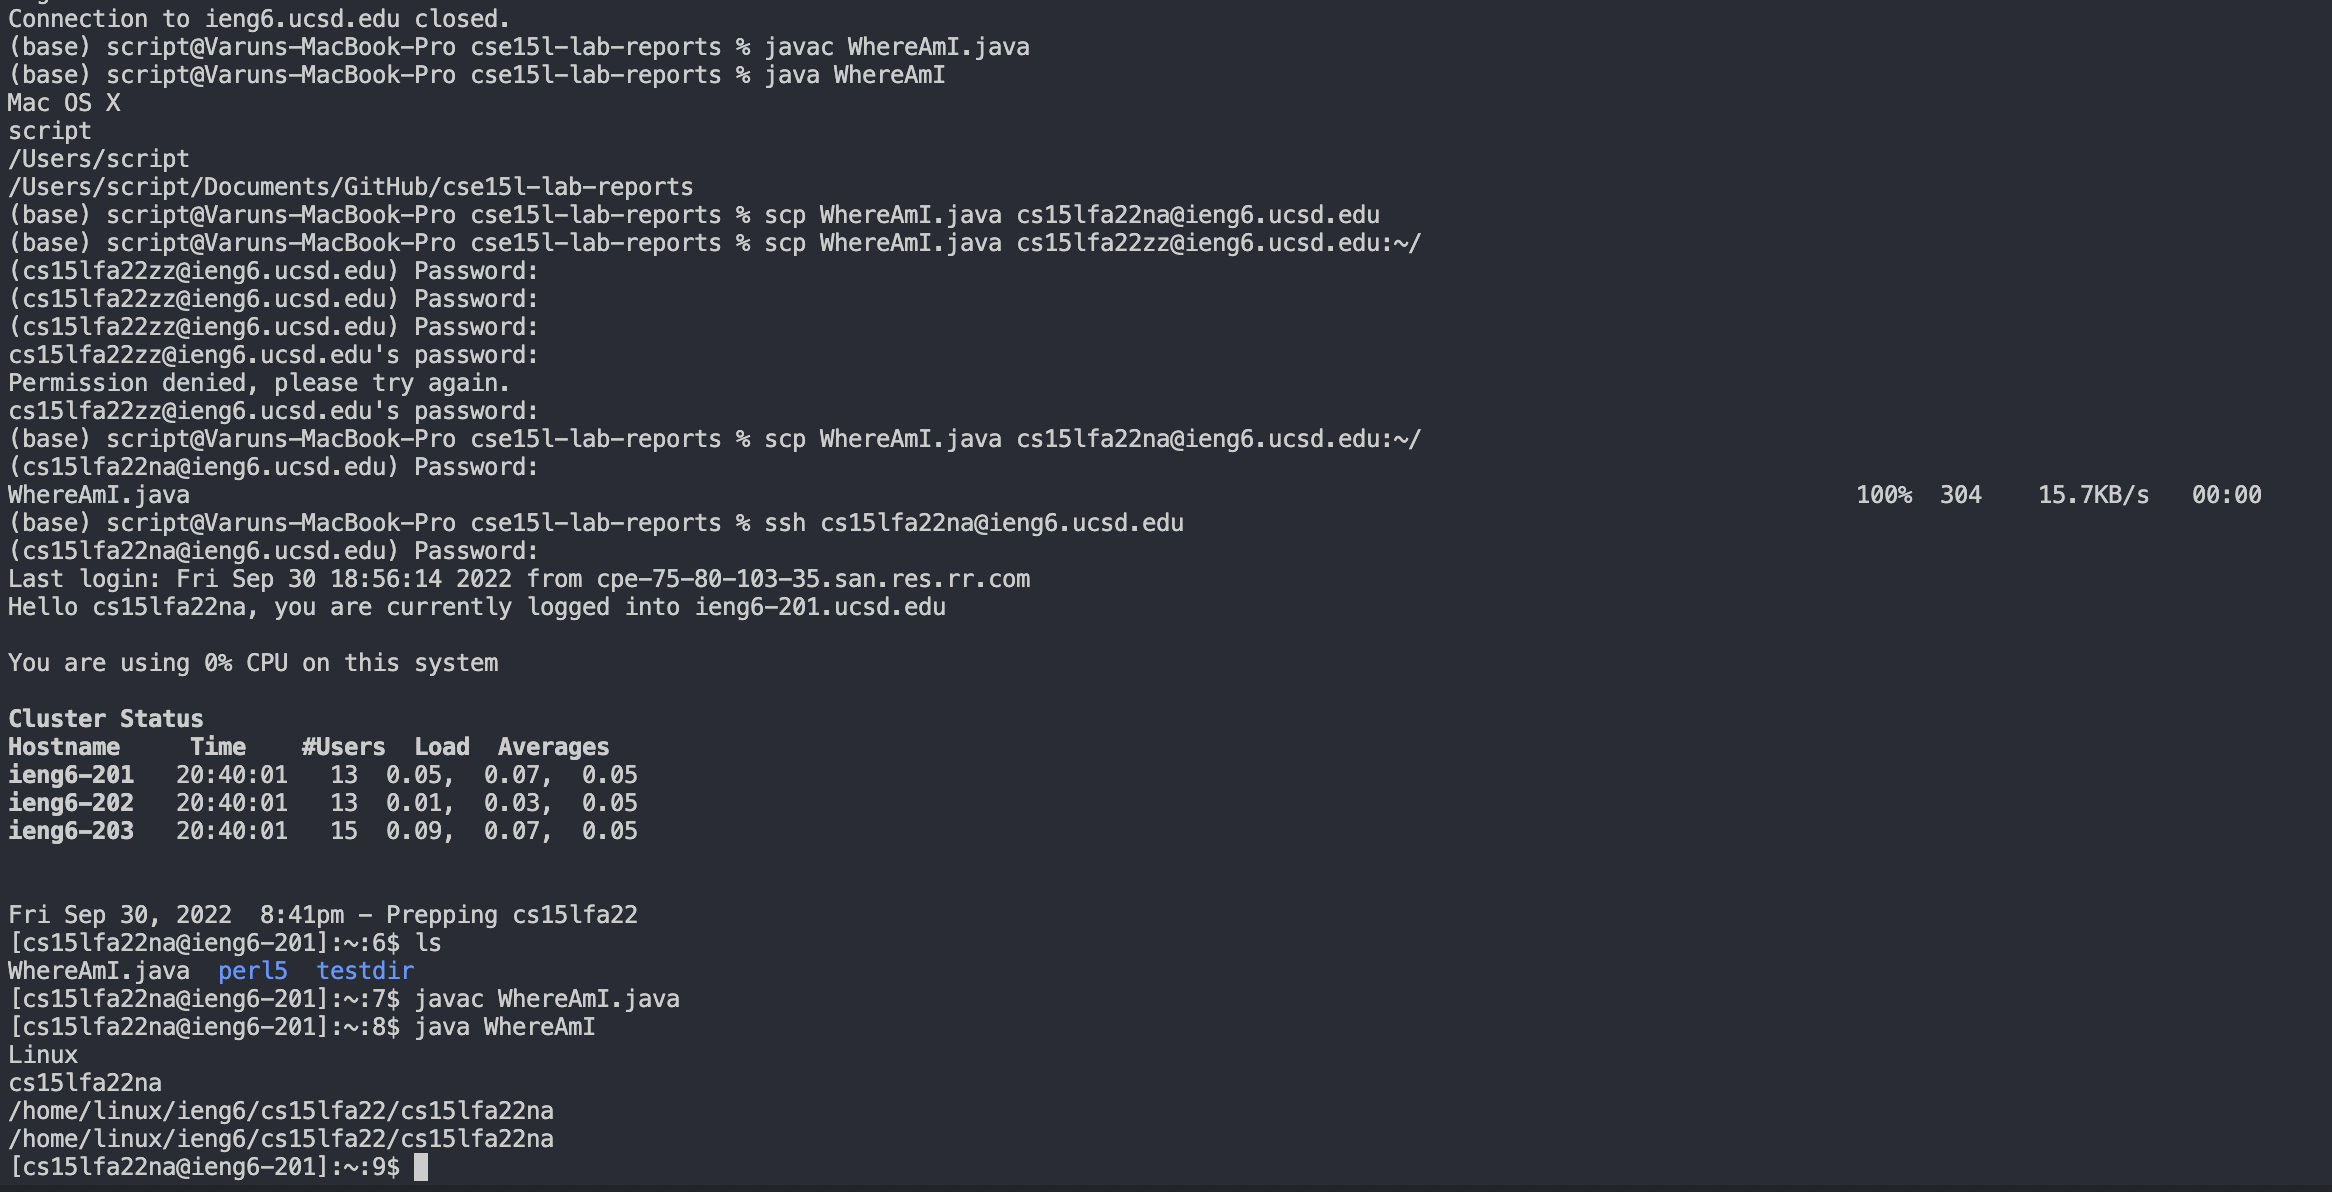 Connection to ieng6.ucsd.edu closed.
(base) script@Varuns-MacBook-Pro cse15l-lab-reports % javac WhereAmI.java
(base) script@Varuns-MacBook-Pro cse15l-lab-reports % java WhereAmI
Mac OS X
script
/Users/script
/Users/script/Documents/GitHub/cse15l-lab-reports
(base) script@Varuns-MacBook-Pro cse15l-lab-reports % scp WhereAmI.java cs15lfa22na@ieng6.ucsd.edu
(base) script@Varuns-MacBook-Pro cse15l-lab-reports % scp WhereAmI.java cs15lfa22zz@ieng6.ucsd.edu:~/
(cs15lfa22zz@ieng6.ucsd.edu) Password:
(cs15lfa22zz@ieng6.ucsd.edu) Password:
(cs15lfa22zz@ieng6.ucsd.edu) Password:
cs15lfa22zz@ieng6.ucsd.edu's password:
Permission denied, please try again.
cs15lfa22zz@ieng6.ucsd.edu's password:
(base) script@Varuns-MacBook-Pro cse15l-lab-reports % scp WhereAmI.java cs15lfa22na@ieng6.ucsd.edu:~/
(cs15lfa22na@ieng6.ucsd.edu) Password:
WhereAmI.java 100% 304 15.7KB/s 00:00
(base) script@Varuns-MacBook-Pro cse15l-lab-reports % ssh cs15lfa22na@ieng6.ucsd.edu
(cs15lfa22na@ieng6.ucsd.edu) Password:
Last login: Fri Sep 30 18:56:14 2022 from cpe-75-80-103-35.san.res.rr.com
Hello cs15lfa22na, you are currently logged into ieng6-201.ucsd.edu
You are using 0% CPU on this system
Cluster Status
Hostname Time #Users Load Averages
ieng6-201 20:40:01 13 0.05, 0.07, 0.05
ieng6-202 20:40:01 13 0.01, 0.03, 0.05
ieng6-203 20:40:01 15 0.09, 0.07, 0.05
Fri Sep 30, 2022 8:41pm - Prepping cs15lfa22
[cs15lfa22na@ieng6-201]:~:6$ ls
WhereAmI.java perl5 testdir
[cs15lfa22na@ieng6-201]:~:7$ javac WhereAmI.java
[cs15lfa22na@ieng6-201]:~:8$ java WhereAmI
Linux
cs15lfa22na
/home/linux/ieng6/cs15lfa22/cs15lfa22na
/home/linux/ieng6/cs15lfa22/cs15lfa22na
[cs15lfa22na@ieng6-201]:~:9$